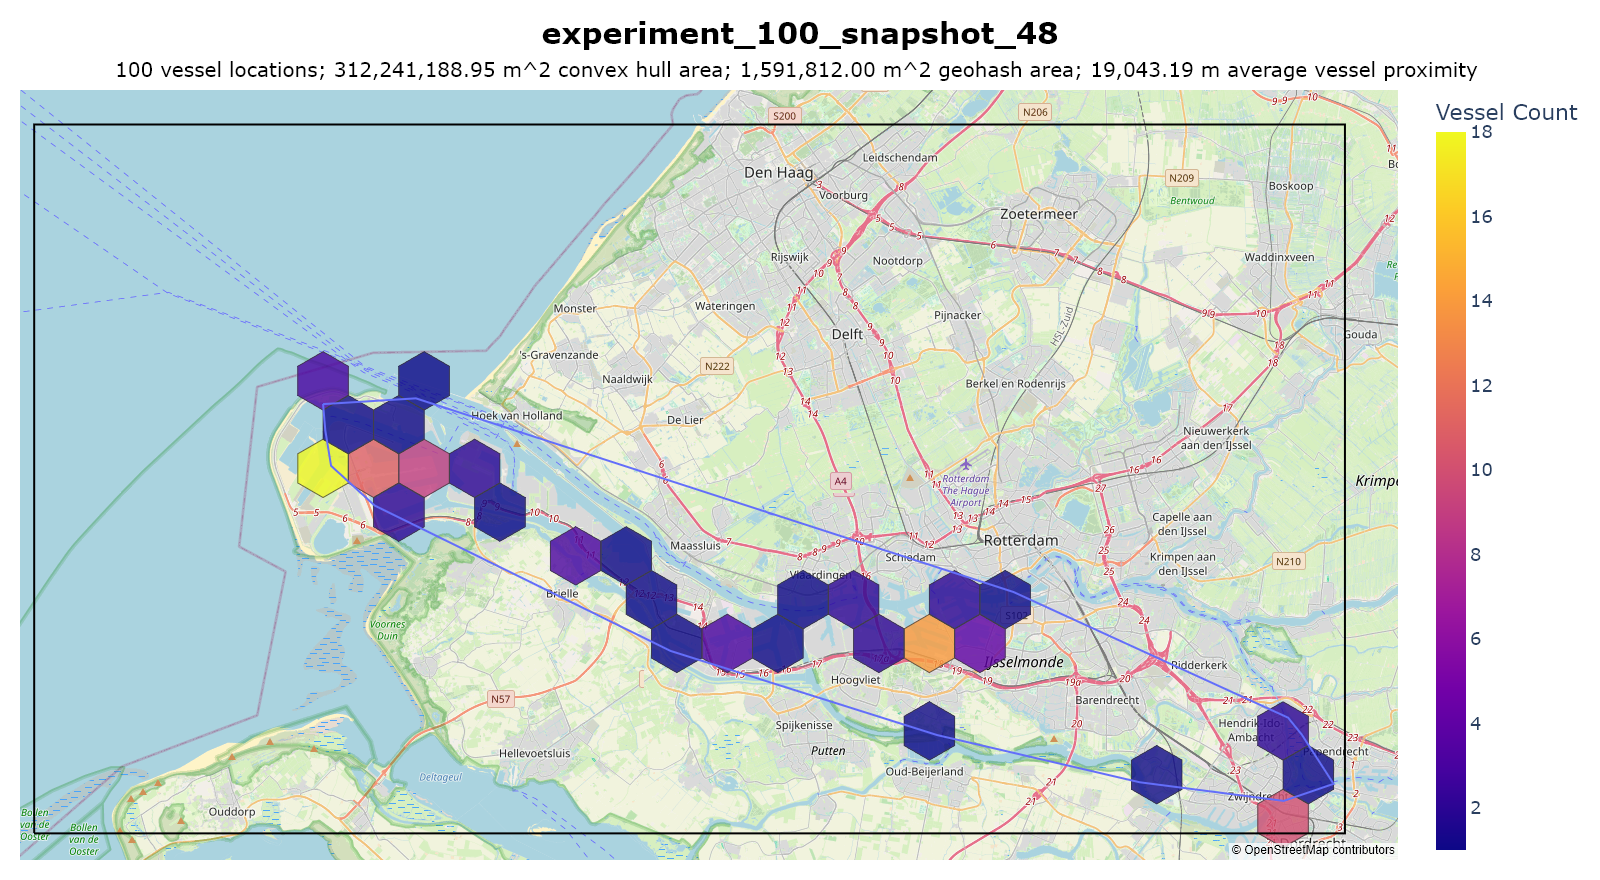 experiment_100_snapshot_48
100 vessel locations; 312,241,188.95 m^2 convex hull area; 1,591,812.00 m^2 geohash area; 19,043.19 m average vessel proximity
Vessel Count
18
16
14
12
10
8
6
4
2
S200
N206
Leidschendam
Den Haag
Voorburg
N209
Boskoop
Bentwoud
Zoetermeer
Rijswijk
Nootdorp
Waddinxveen
Monster
Wateringen
Pijnacker
HSL-Zuid
Delft
Gouda
's-Gravenzande
N222
Naaldwijk
Berkel en Rodenrijs
Hoek van Holland
De Lier
Nieuwerkerk
aan den IJssel
A4
Rotterdam
The Hague
Airport
Krimpe
Capelle aan
den IJssel
Maassluis
Rotterdam
Schiedam
Krimpen aan
den IJssel
N210
Vlaardingen
Brielle
S102
Voornes
Duin
IJsselmonde
Ridderkerk
Hoogvliet
N57
Barendrecht
Spijkenisse
Hendrik-Ido-
Ambacht
Papendrecht
Putten
Hellevoetsluis
Oud-Beijerland
Deltageul
Zwijndrecht
Ouddorp
Bollen
van de
Ooster
Bollen
van de
Ooster
Dordrecht
© OpenStreetMap contributors